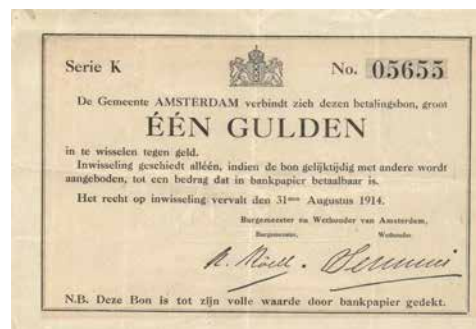 Serie K
No. 05655
De Gemeente AMSTERDAM verbindt zich dezen betalingsbon, groot
ÉÉN GULDEN
in te wisselen tegen geld.
Inwisseling geschiedt alléén, indien de bon gelijktijdig met andere wordt
aangeboden, tot een bedrag dat in bankpapier betaalbaar is.
Het recht op inwisseling vervalt den 31sten Augustus 1914.
Burgemeester en Wethouder van Amsterdam,
Burgemeester, Wethouder
N.B. Deze Bon is tot zijn volle waarde door bankpapier gedekt.